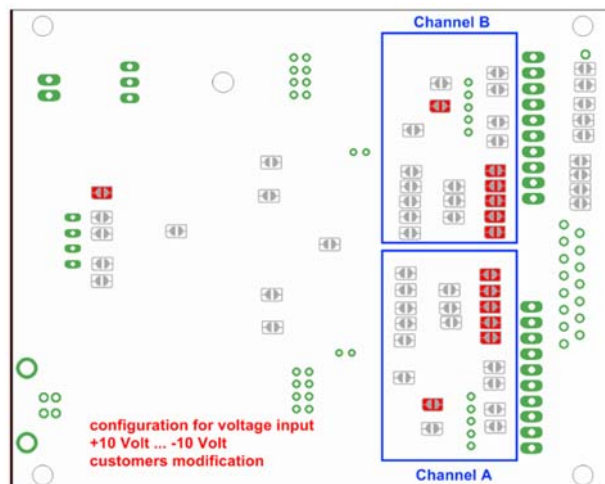 Channel B
configuration for voltage input
+10 Volt ... -10 Volt
customers modification
Channel A